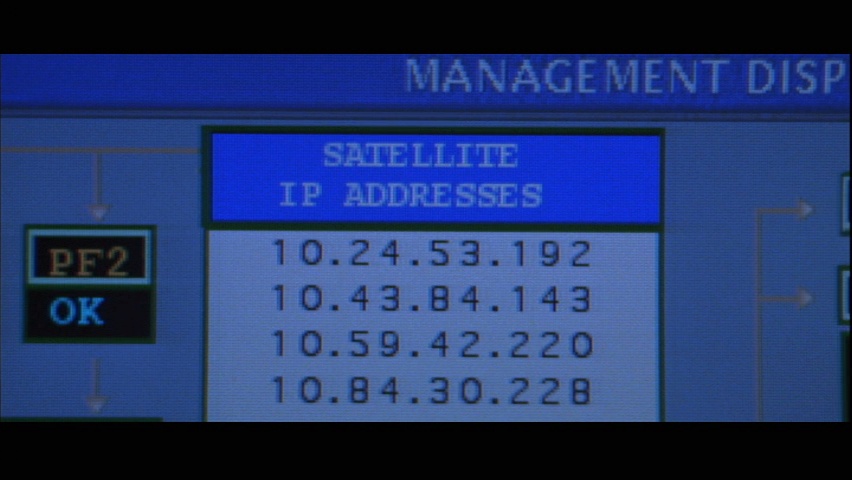 MANAGEMENT DISP
SATELLITE
IP ADDRESSES
PF2
OK
10.24.53.192
10.43.84.143
10.59.42.220
10.84.30.228